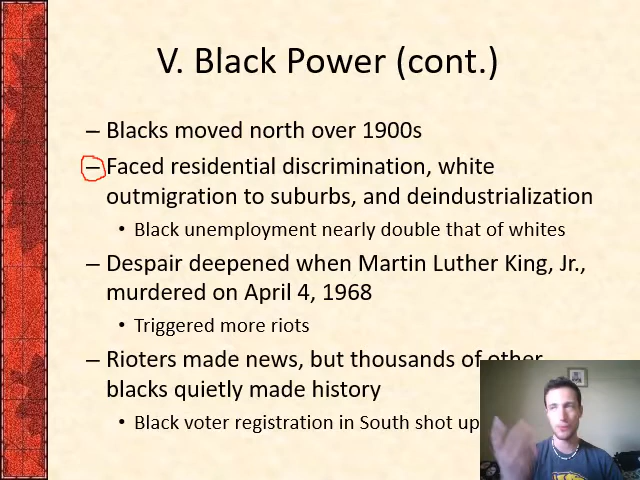 V. Black Power (cont.)
– Blacks moved north over 1900s
– Faced residential discrimination, white
outmigration to suburbs, and deindustrialization
• Black unemployment nearly double that of whites
– Despair deepened when Martin Luther King, Jr.,
murdered on April 4, 1968
• Triggered more riots
– Rioters made news, but thousands of other
blacks quietly made history
• Black voter registration in South shot up